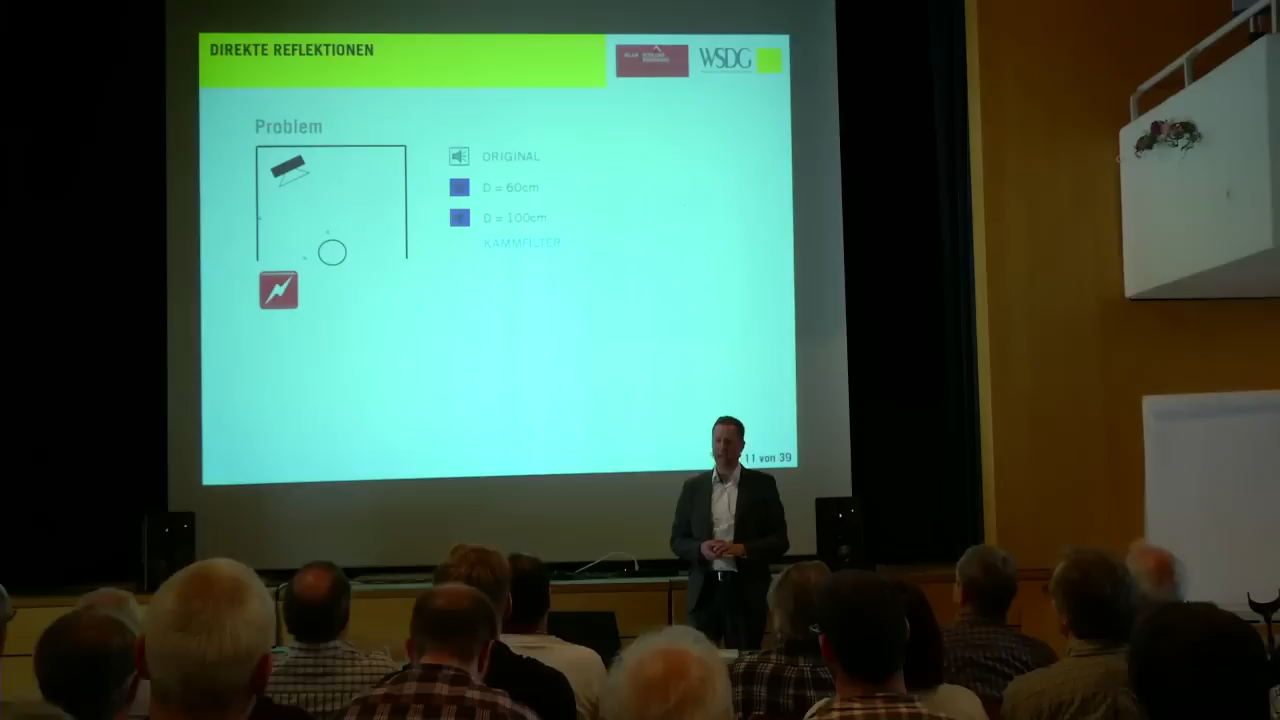 DIREKTE REFLEKTIONEN
WSDG
Problem
ORIGINAL
D = 60cm
D = 100cm
KAMMFILTER
11 von 39